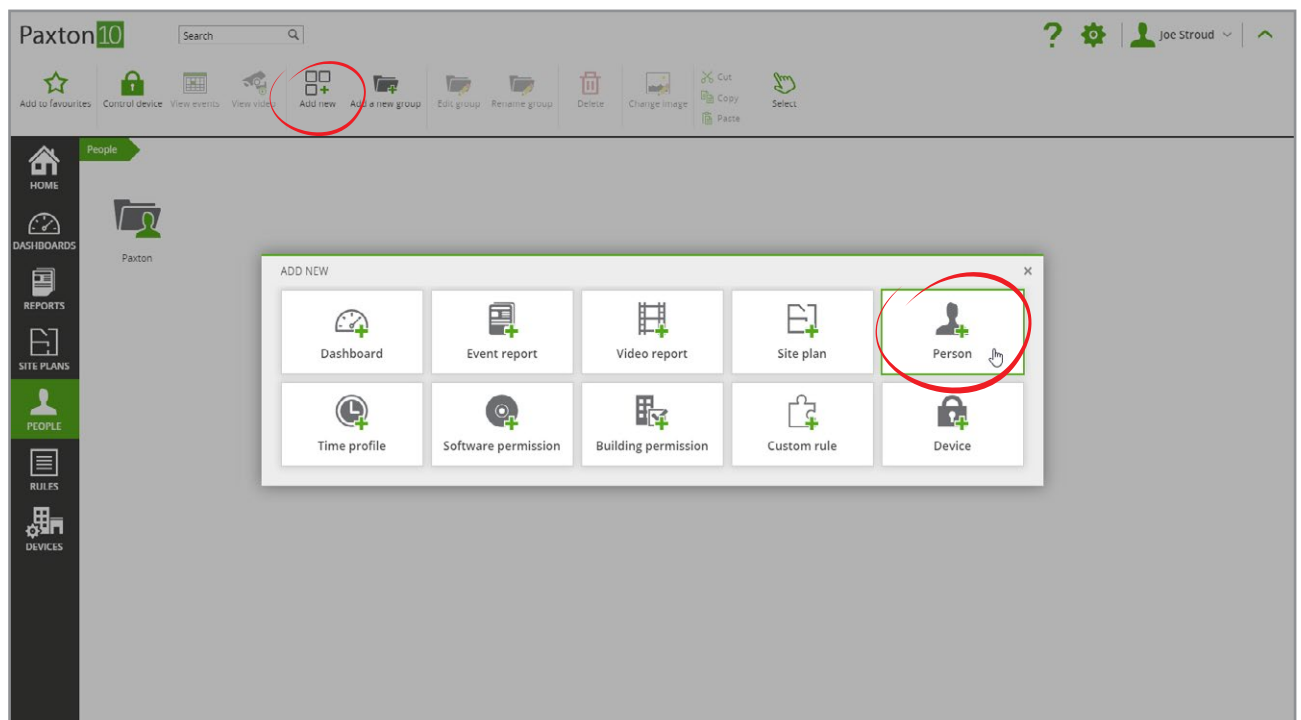 Paxton10
Search
Joe Stroud
Add to favourites
Control device
View events
View video
Add new
Add a new group
Edit group
Rename group
Delete
Change image
Cut
Copy
Paste
Select
HOME
DASHBOARDS
REPORTS
SITE PLANS
PEOPLE
RULES
DEVICES
People
Paxton
ADD NEW
Dashboard
Event report
Video report
Site plan
Person
Time profile
Software permission
Building permission
Custom rule
Device